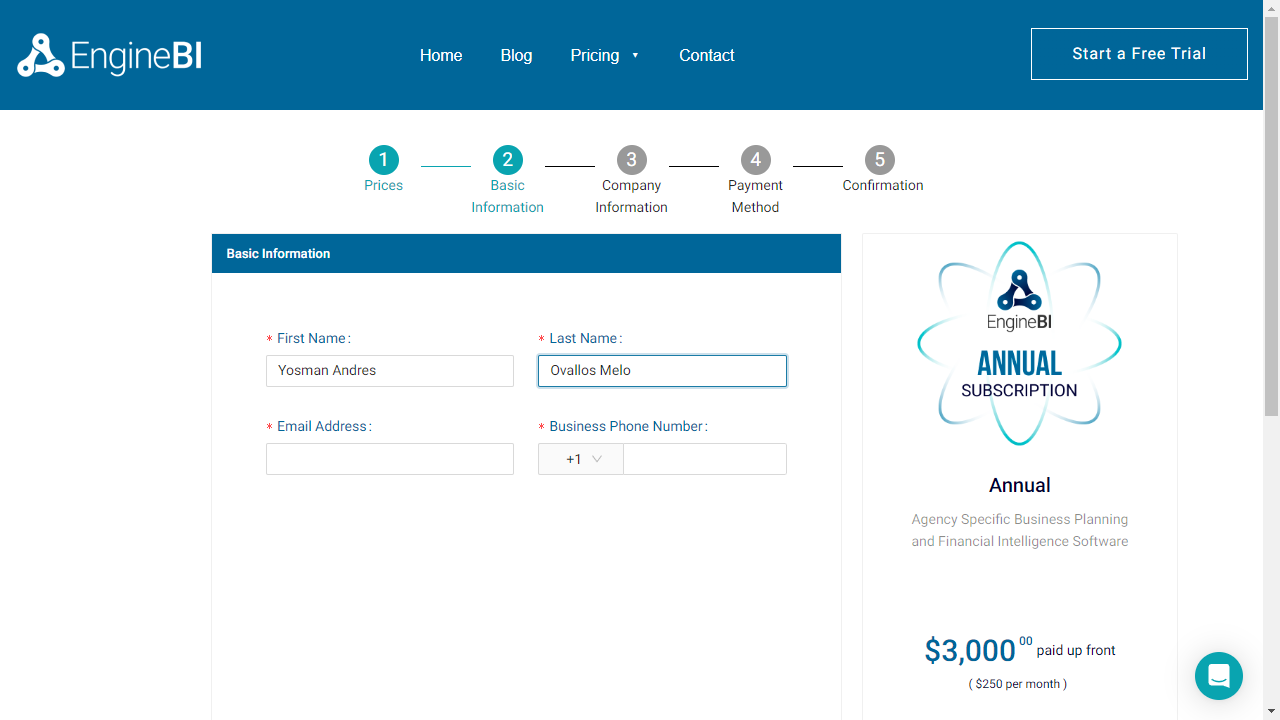 EngineBI
Home Blog Pricing ▼ Contact
Start a Free Trial
1 2 3 4 5
Prices Basic Information Company Information Payment Method Confirmation
Basic Information
* First Name : * Last Name :
Yosman Andres Ovallos Melo
* Email Address : * Business Phone Number :
+1
EngineBI
ANNUAL
SUBSCRIPTION
Annual
Agency Specific Business Planning
and Financial Intelligence Software
$3,000 00 paid up front
( $250 per month )